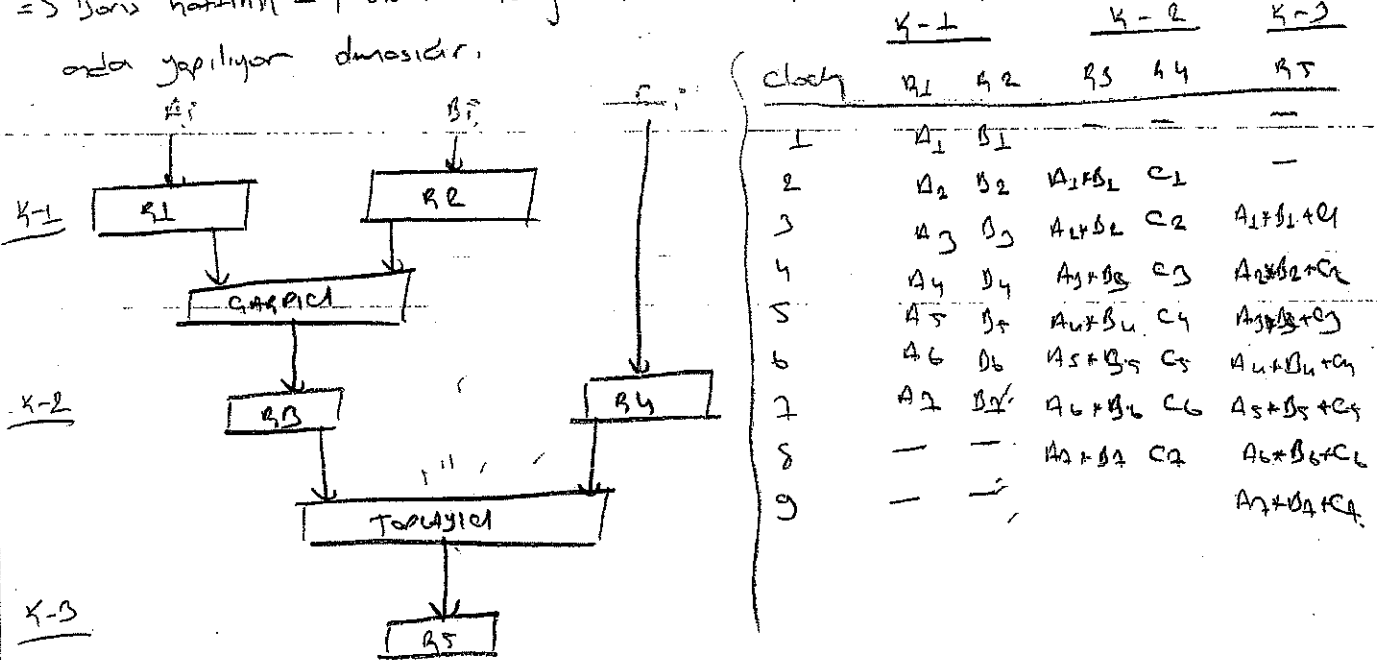 => Boru hattının
anda yapılıyor olmasıdır.
Ai Bi
K-1 R1 R2
ÇARPICI
K-2 R3 R4
TOPLAYICI
K-3 R5
K-1 K-2 K-3
Clock R1 R2 R3 R4 R5
1 A1 B1 — — —
2 A2 B2 A1*B1 C1 —
3 A3 B3 A2*B2 C2 A1*B1+C1
4 A4 B4 A3*B3 C3 A2*B2+C2
5 A5 B5 A4*B4 C4 A3*B3+C3
6 A6 B6 A5*B5 C5 A4*B4+C4
7 A7 B7 A6*B6 C6 A5*B5+C5
8 — — A7*B7 C7 A6*B6+C6
9 — — A7*B7+C7